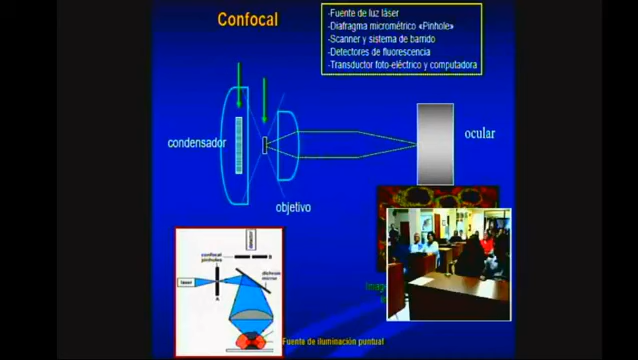 Confocal
-Fuente de luz láser
-Diafragma micrométrico «Pinhole»
-Scanner y sistema de barrido
-Detectores de fluorescencia
-Transductor foto-eléctrico y computadora
condensador
ocular
objetivo
confocal
pinholes
laser
dichroic
mirror
A
Fuente de iluminación puntual